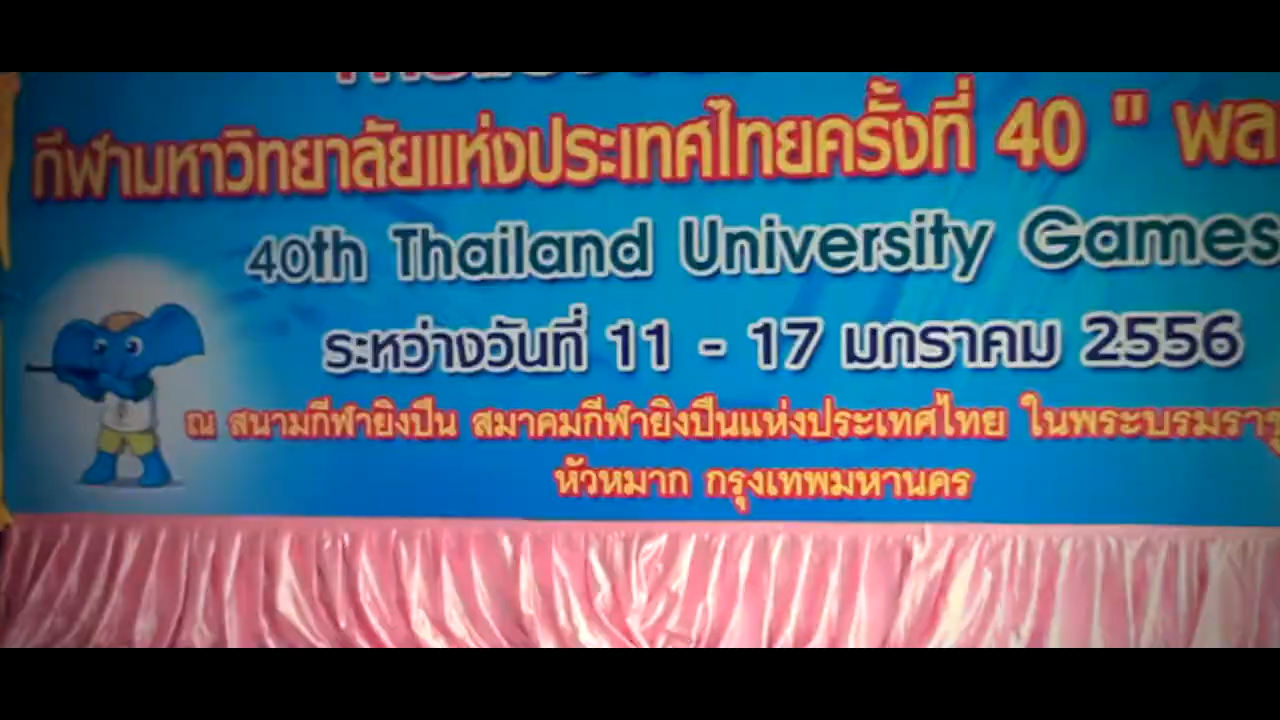 กีฬามหาวิทยาลัยแห่งประเทศไทยครั้งที่ 40 "
40th Thailand University Games
ระหว่างวันที่ 11 - 17 มกราคม 2556
ณ สนามกีฬายิงปืน สมาคมกีฬายิงปืนแห่งประเทศไทย
หัวหมาก กรุงเทพมหานคร